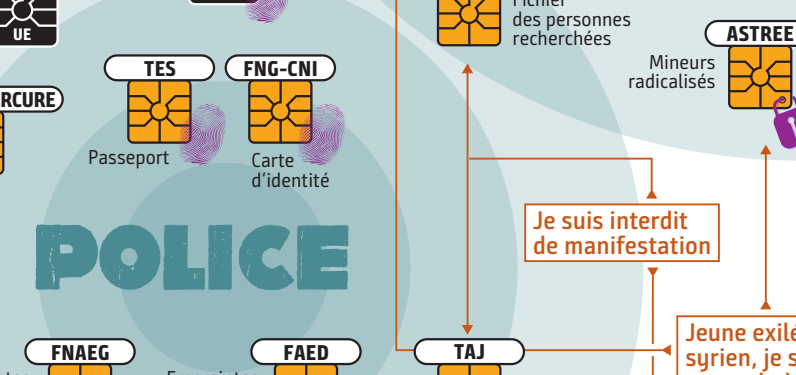 UE
Fichier
des personnes
recherchées
ASTREE
Mineurs
radicalisés
TES
FNG-CNI
Passeport
Carte
d'identité
Je suis interdit
de manifestation
POLICE
FNAEG
FAED
TAJ
Jeune exilé
syrien, je s